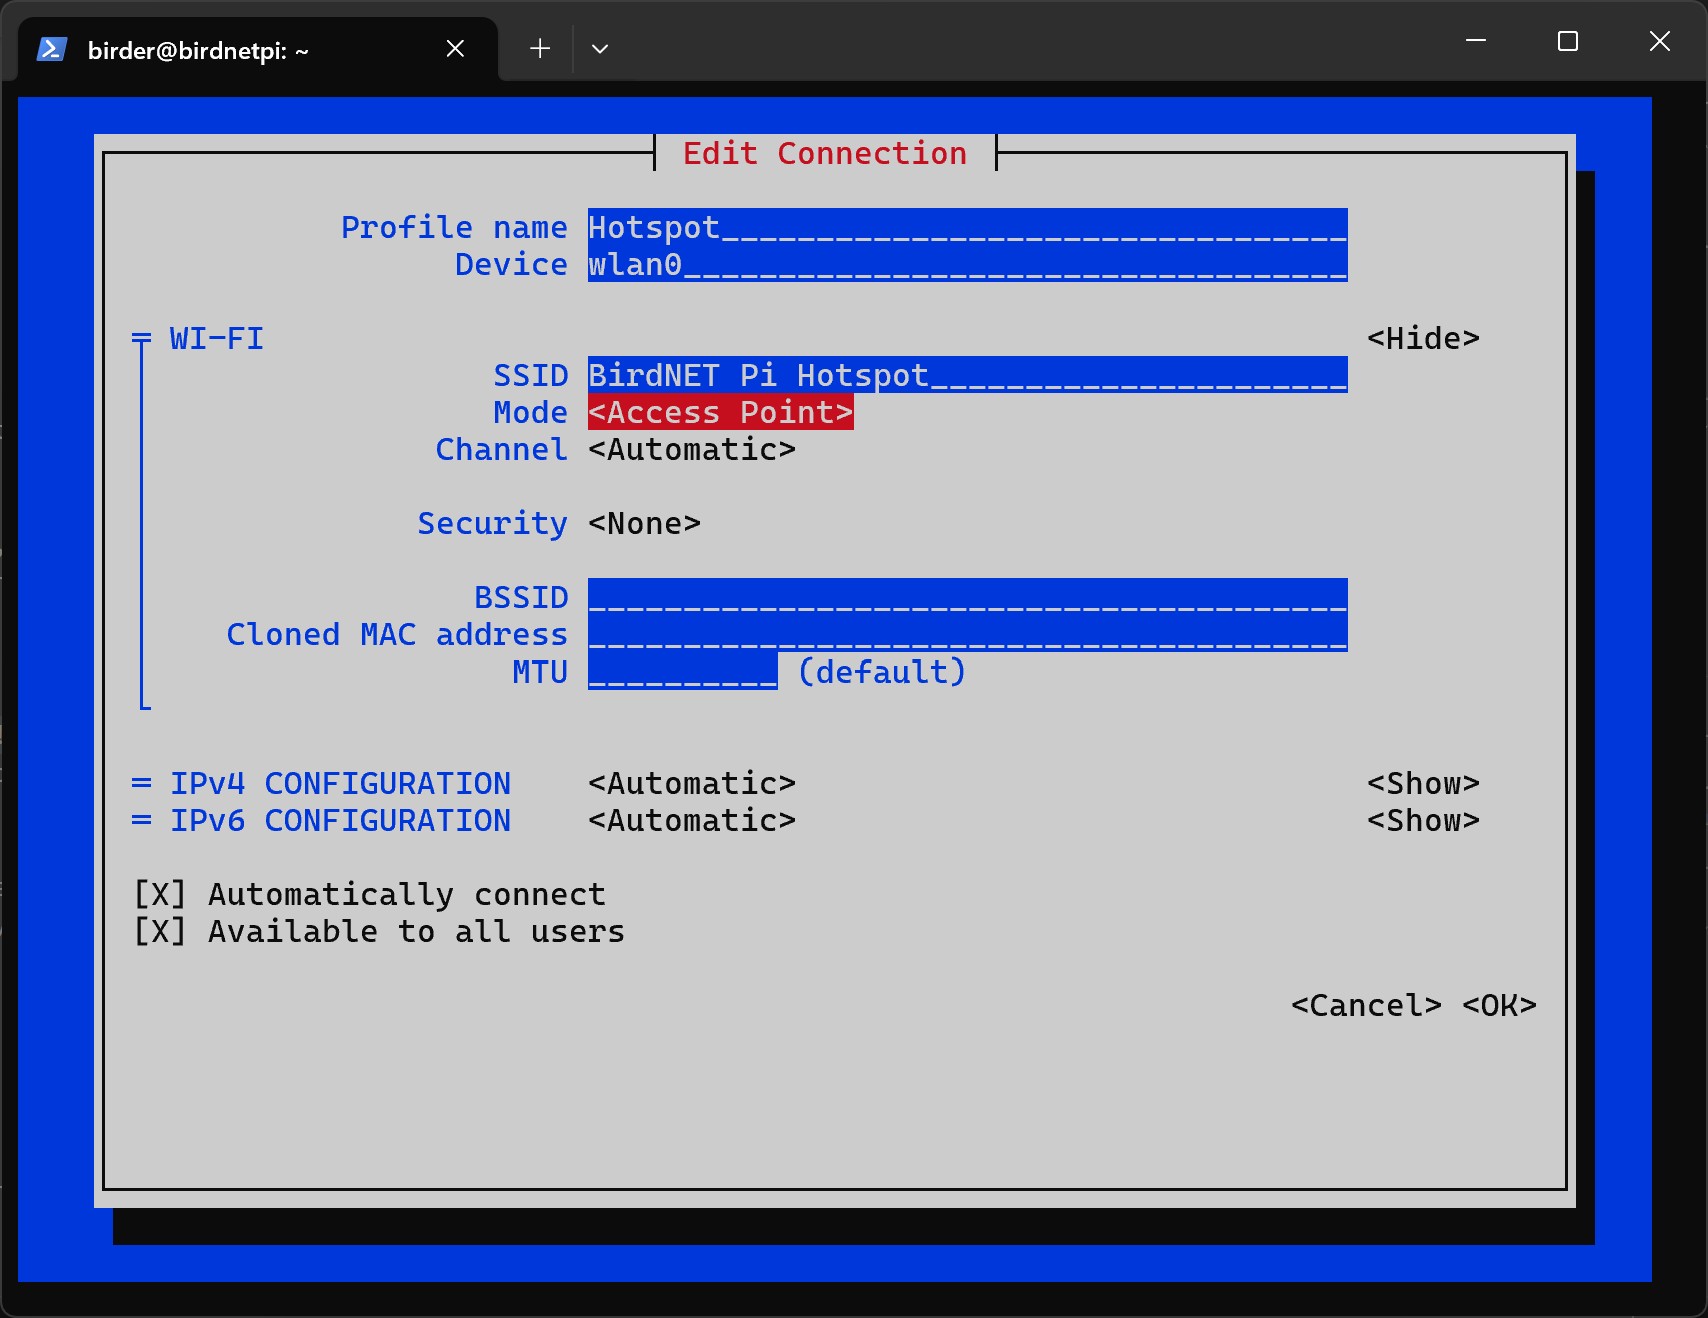 birder@birdnetpi: ~
Edit Connection
Profile name Hotspot_________________________________
Device wlan0___________________________________
═ WI-FI <Hide>
SSID BirdNET Pi Hotspot______________________
Mode <Access Point>
Channel <Automatic>
Security <None>
BSSID ________________________________________
Cloned MAC address ________________________________________
MTU __________ (default)
═ IPv4 CONFIGURATION <Automatic> <Show>
═ IPv6 CONFIGURATION <Automatic> <Show>
[X] Automatically connect
[X] Available to all users
<Cancel> <OK>